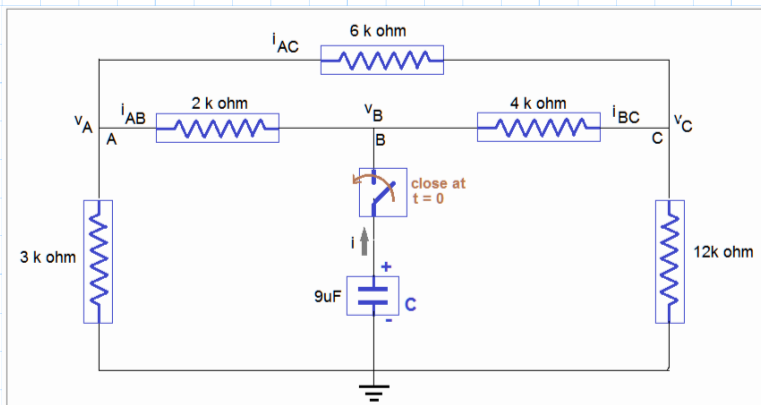 6 k ohm
iAC
2 k ohm
vB
4 k ohm
iAB
iBC
vA
vC
A
B
C
close at
t = 0
i
3 k ohm
12k ohm
+
9uF
C
-